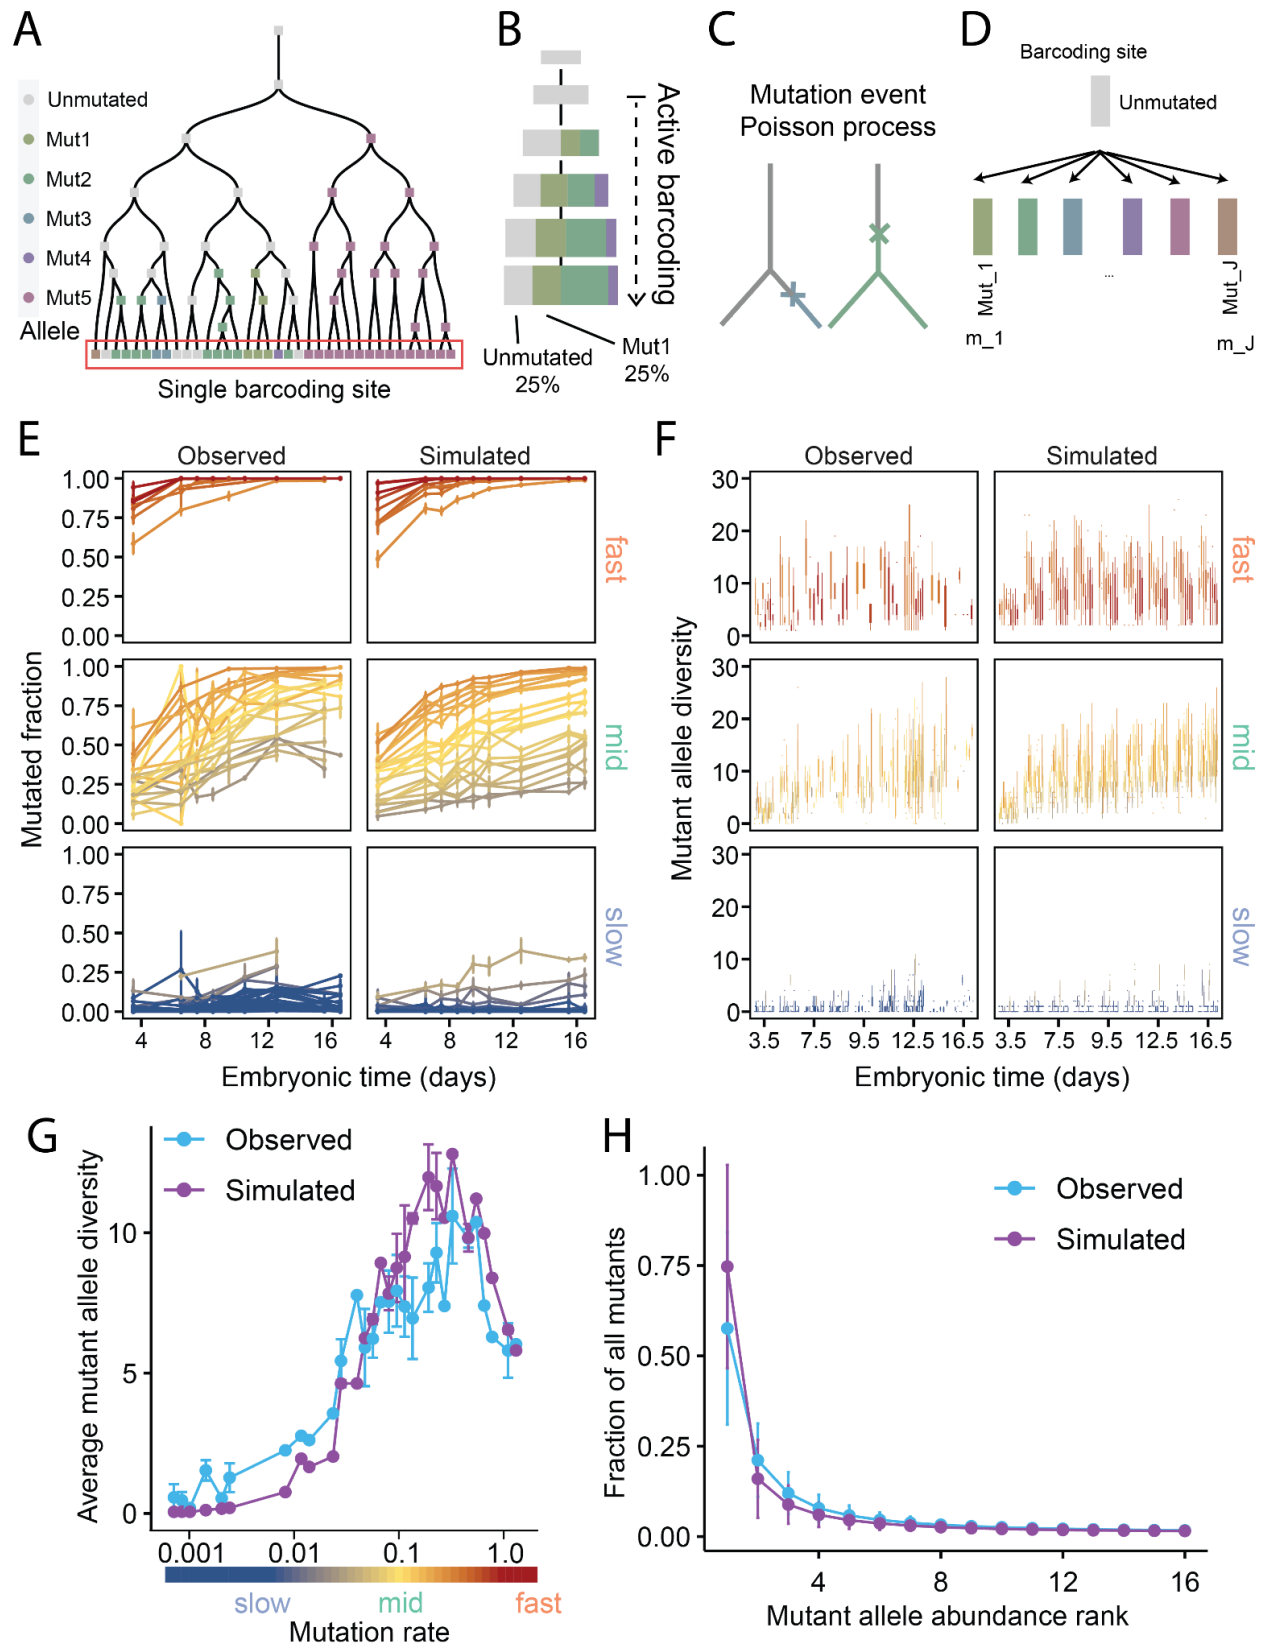 A
Unmutated
Mut1
Mut2
Mut3
Mut4
Mut5
Allele
Single barcoding site
B
Active barcoding
Unmutated
25%
Mut1
25%
C
Mutation event
Poisson process
D
Barcoding site
Unmutated
Mut_1
...
Mut_J
m_1
m_J
E
Observed
Simulated
Mutated fraction
1.00
0.75
0.50
0.25
0.00
fast
1.00
0.75
0.50
0.25
0.00
mid
1.00
0.75
0.50
0.25
0.00
slow
4 8 12 16
4 8 12 16
Embryonic time (days)
F
Observed
Simulated
Mutant allele diversity
30
20
10
0
fast
30
20
10
0
mid
30
20
10
0
slow
3.5 7.5 9.5 12.5 16.5
3.5 7.5 9.5 12.5 16.5
Embryonic time (days)
G
Observed
Simulated
Average mutant allele diversity
10
5
0
0.001 0.01 0.1 1.0
slow mid fast
Mutation rate
H
Observed
Simulated
Fraction of all mutants
1.00
0.75
0.50
0.25
0.00
4 8 12 16
Mutant allele abundance rank